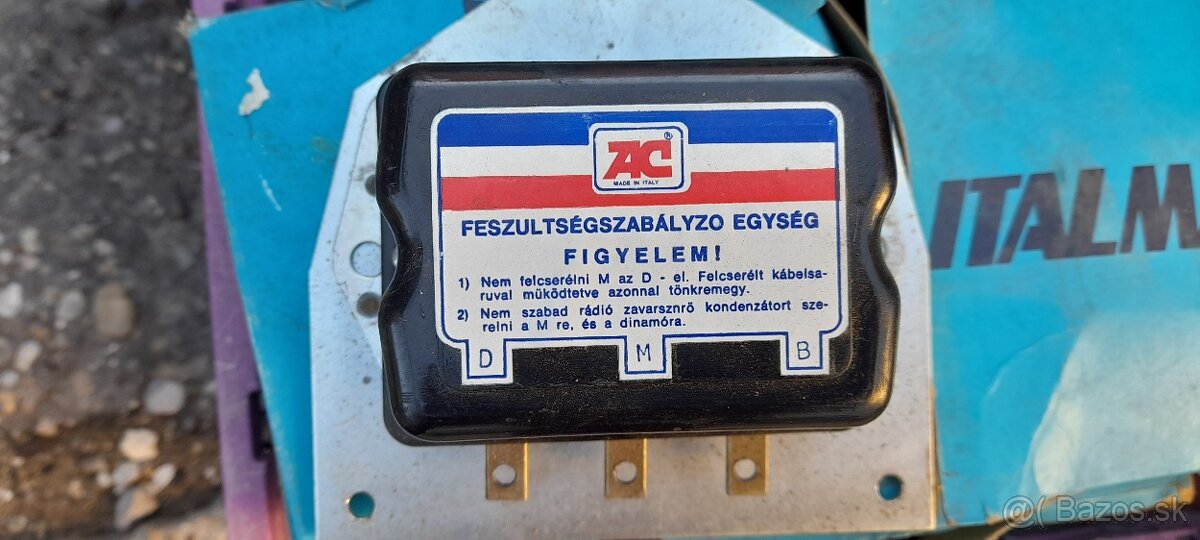 AC®
MADE IN ITALY
FESZULTSÉGSZABÁLYZO EGYSÉG
FIGYELEM!
1) Nem felcserélni M az D - el. Felcserélt kábelsa-
ruval müködtetve azonnal tönkremegy.
2) Nem szabad rádió zavarsznrő kondenzátort sze-
relni a M re, és a dinamóra.
D M B
ITALM
@( Bazos.sk